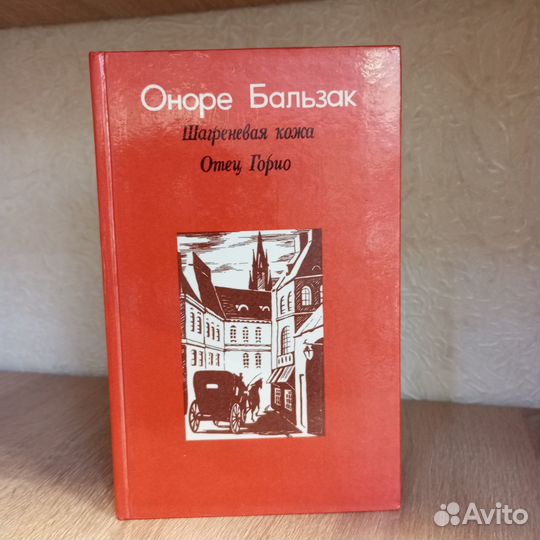 Оноре Бальзак
Шагреневая кожа
Отец Горио
Avito